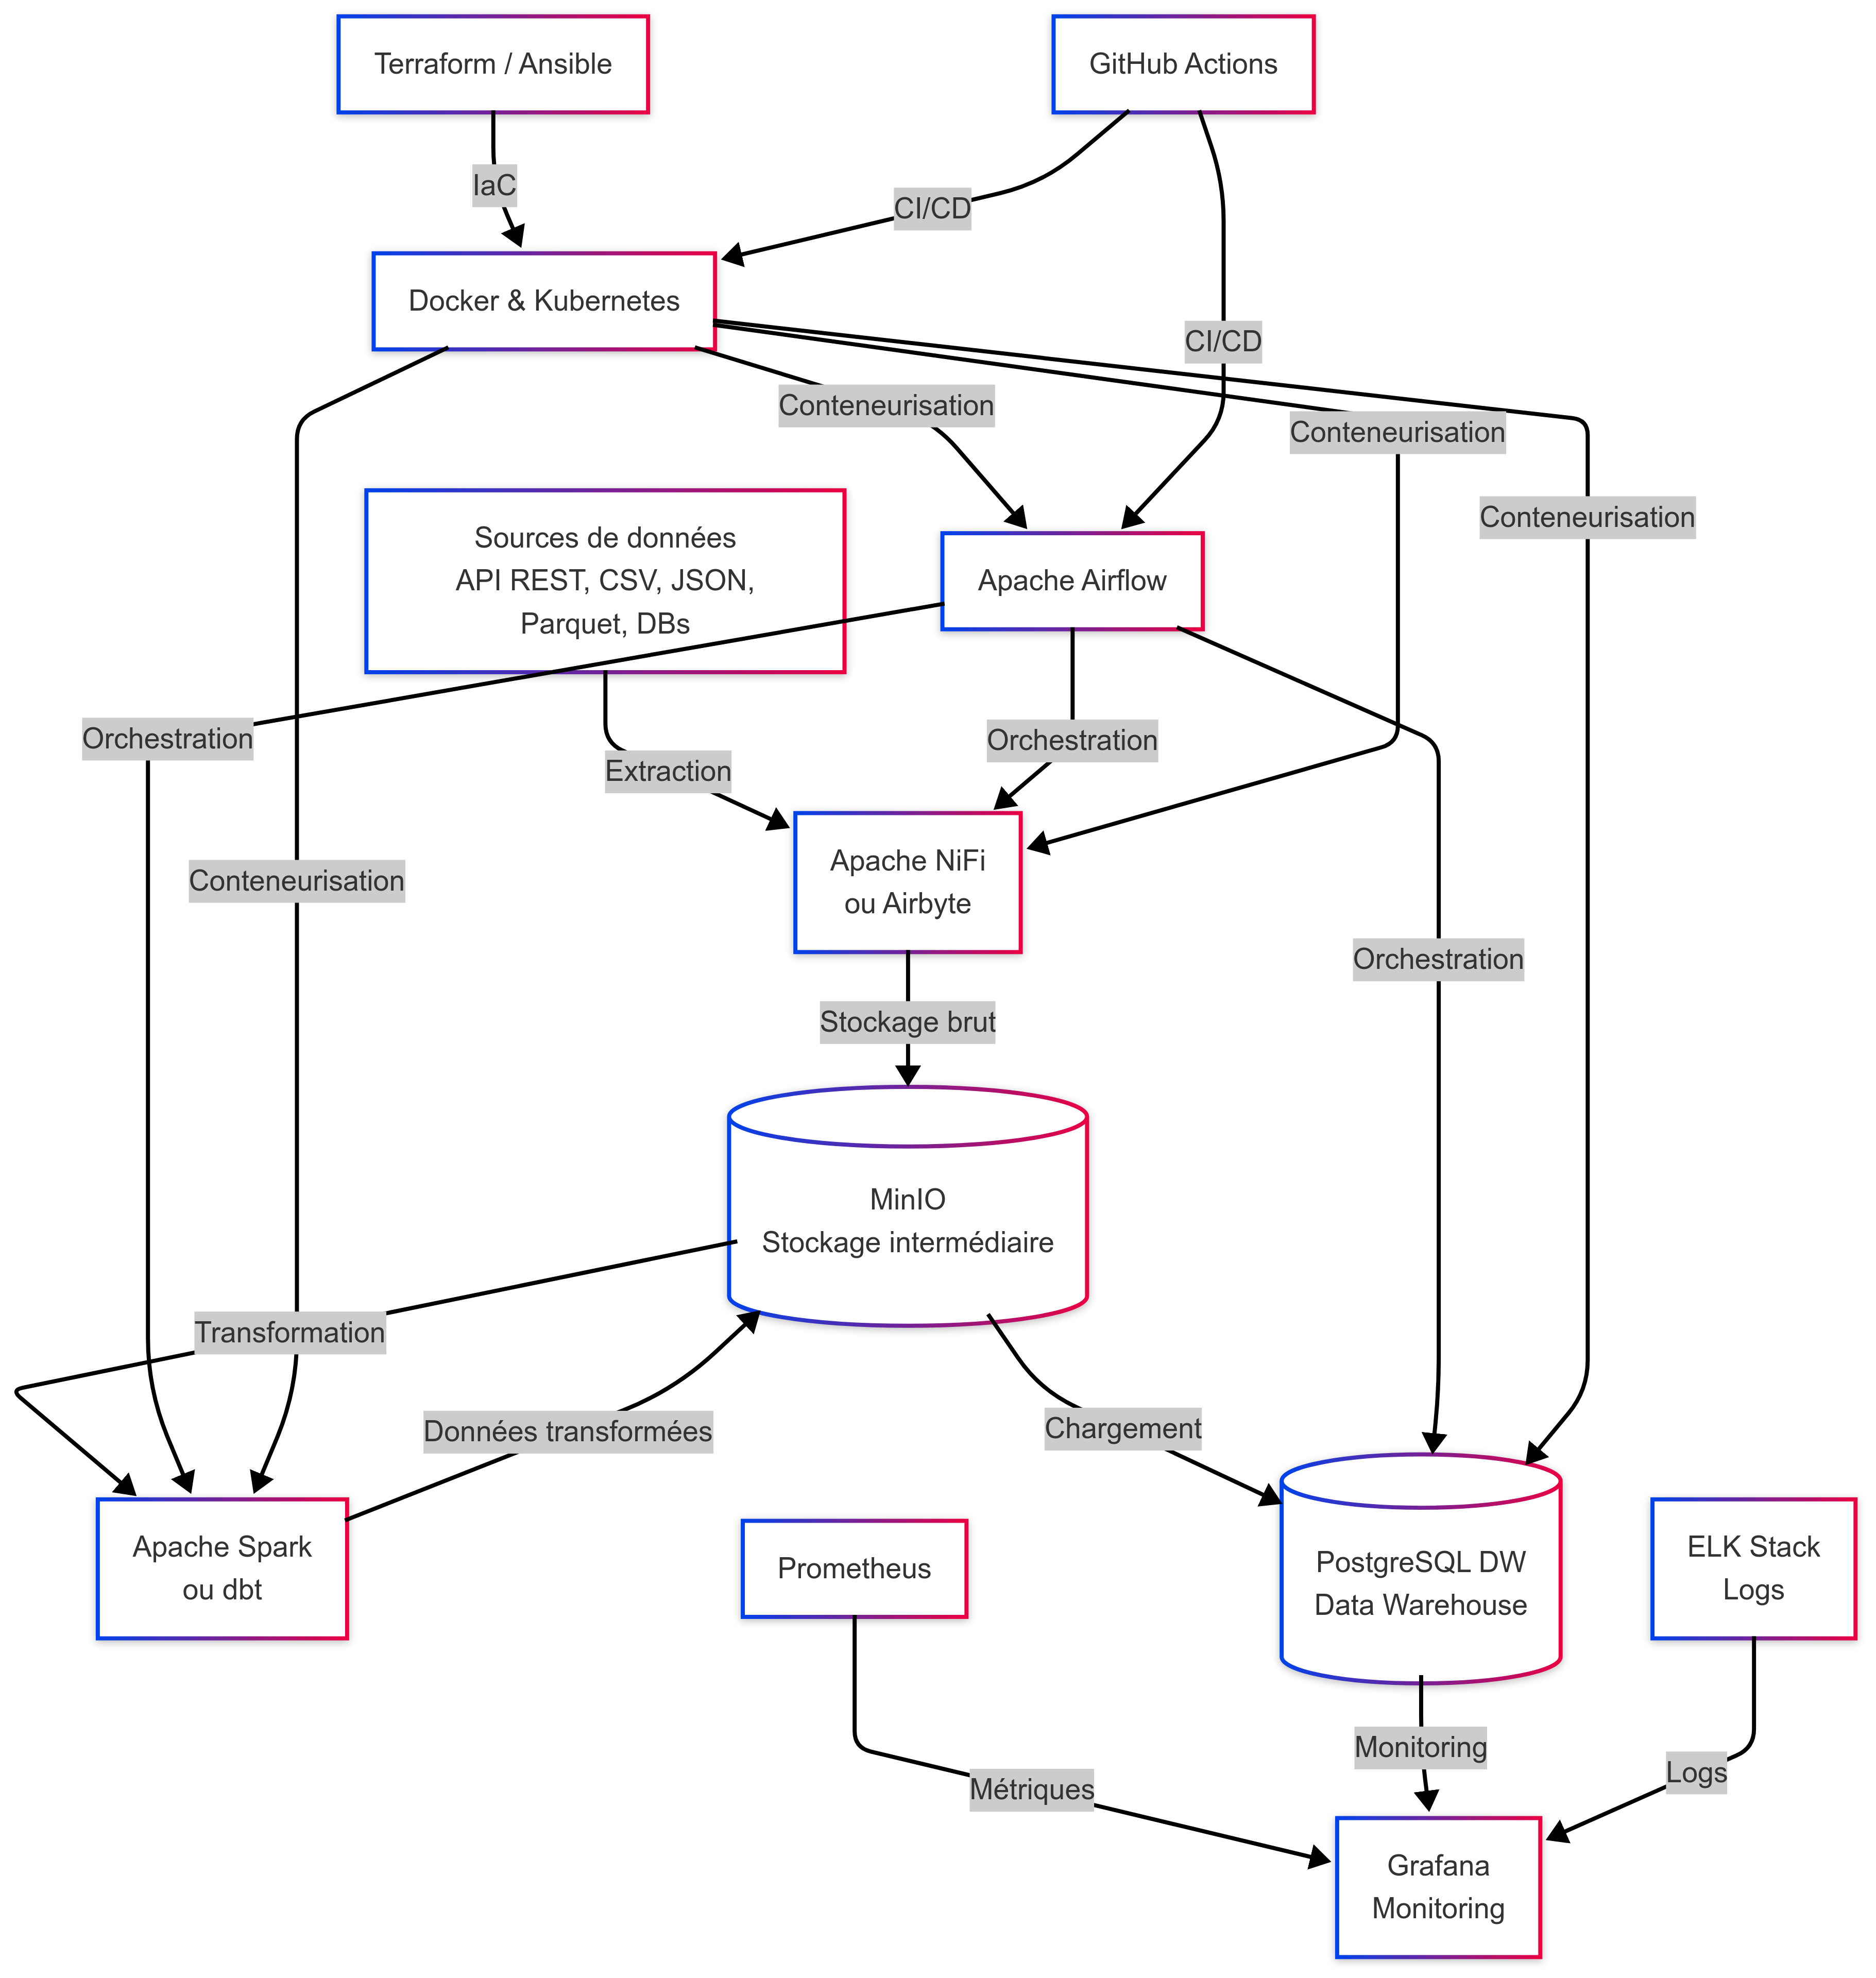 Terraform / Ansible
GitHub Actions
IaC
CI/CD
Docker & Kubernetes
CI/CD
Conteneurisation
Conteneurisation
Conteneurisation
Sources de données
API REST, CSV, JSON,
Parquet, DBs
Apache Airflow
Orchestration
Orchestration
Extraction
Apache NiFi
ou Airbyte
Conteneurisation
Orchestration
Stockage brut
MinIO
Stockage intermédiaire
Transformation
Données transformées
Chargement
Apache Spark
ou dbt
Prometheus
PostgreSQL DW
Data Warehouse
ELK Stack
Logs
Monitoring
Logs
Métriques
Grafana
Monitoring